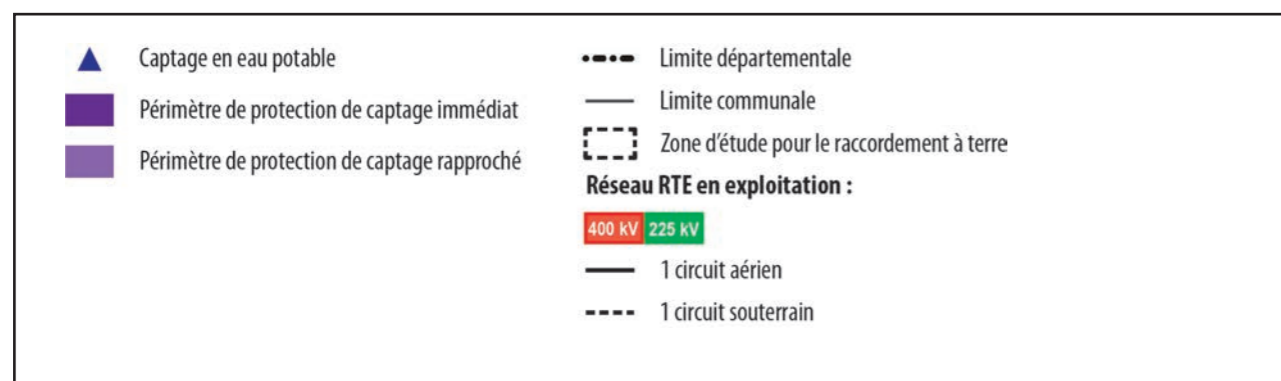 Captage en eau potable
Périmètre de protection de captage immédiat
Périmètre de protection de captage rapproché
Limite départementale
Limite communale
Zone d'étude pour le raccordement à terre
Réseau RTE en exploitation :
400 kV 225 kV
1 circuit aérien
1 circuit souterrain